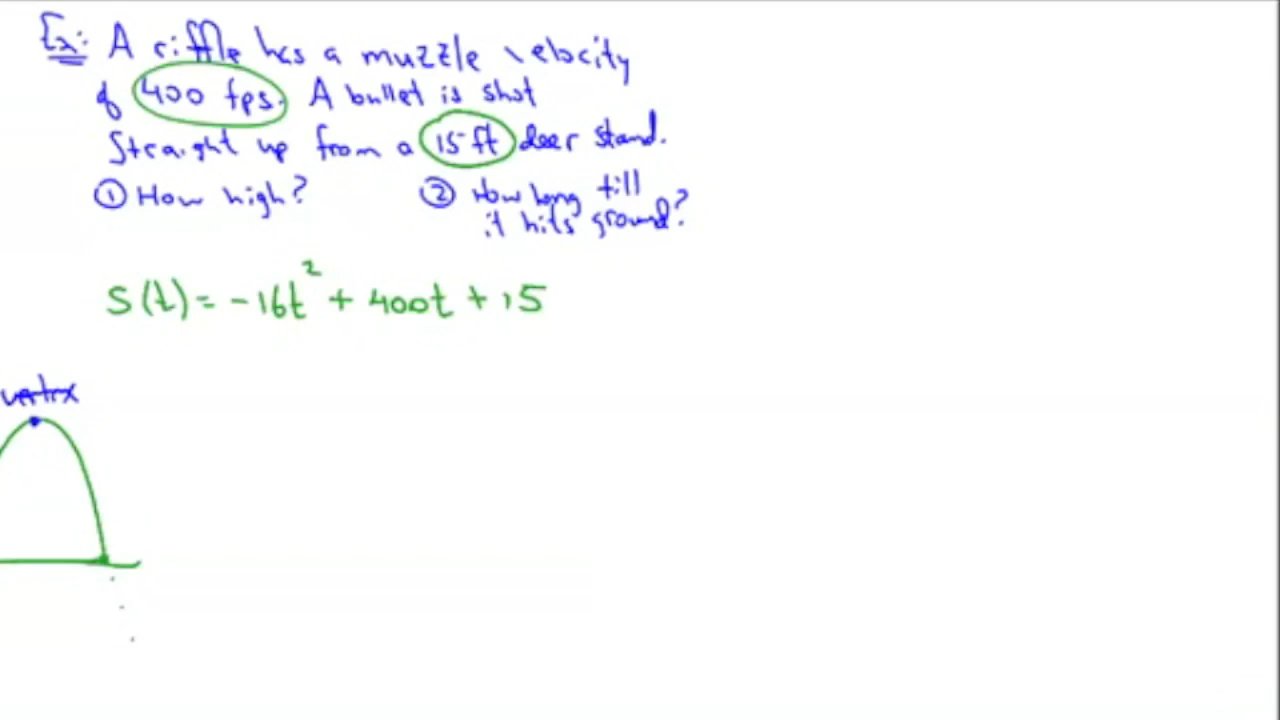 Ex: A riffle has a muzzle velocity
of 400 fps. A bullet is shot
straight up from a 15 ft deer stand.
① How high? ② How long till
it hits ground?
S(t) = -16t² + 400t + 15
vertex